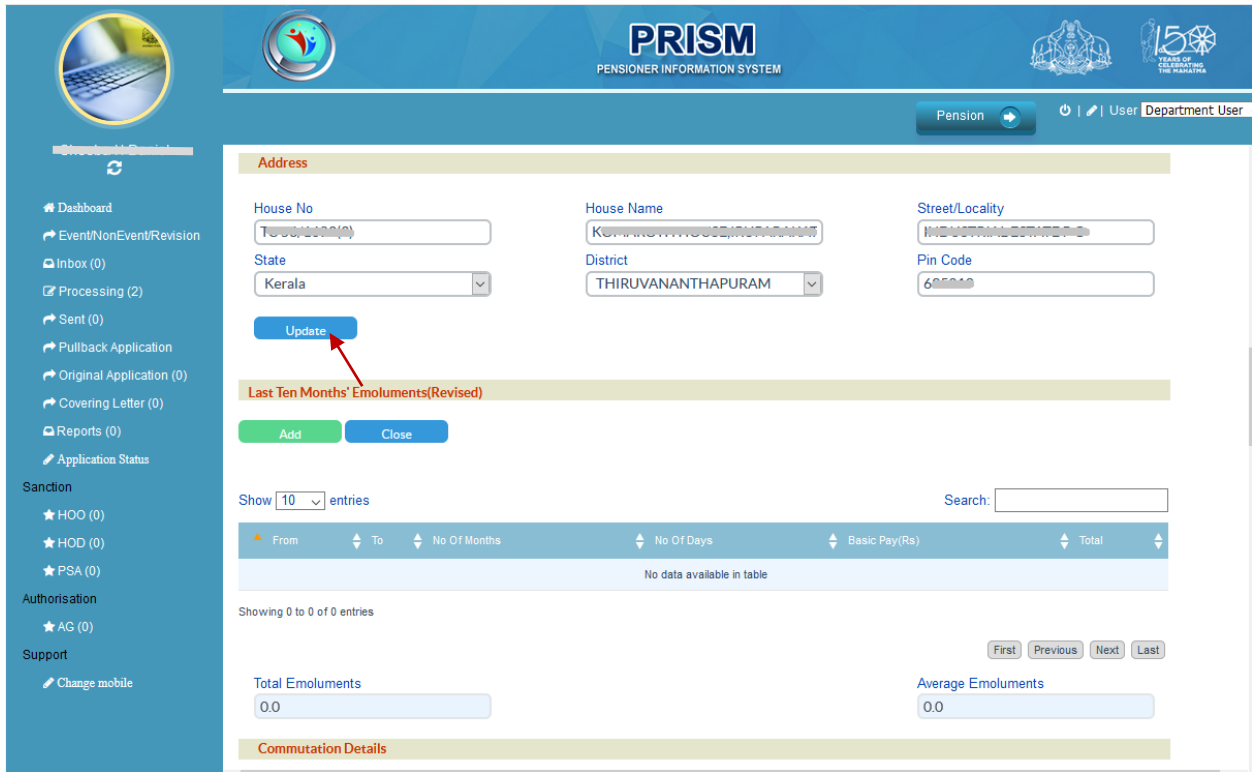 PRISM
PENSIONER INFORMATION SYSTEM
150
YEARS OF
CELEBRATING
THE MAHATMA
Pension
| | User Department User
Dashboard
Event/NonEvent/Revision
Inbox (0)
Processing (2)
Sent (0)
Pullback Application
Original Application (0)
Covering Letter (0)
Reports (0)
Application Status
Sanction
HOO (0)
HOD (0)
PSA (0)
Authorisation
AG (0)
Support
Change mobile
Address
House No House Name Street/Locality
State District Pin Code
Kerala THIRUVANANTHAPURAM
Update
Last Ten Months' Emoluments(Revised)
Add Close
Show 10 entries Search:
From To No Of Months No Of Days Basic Pay(Rs) Total
No data available in table
Showing 0 to 0 of 0 entries
First Previous Next Last
Total Emoluments Average Emoluments
0.0 0.0
Commutation Details